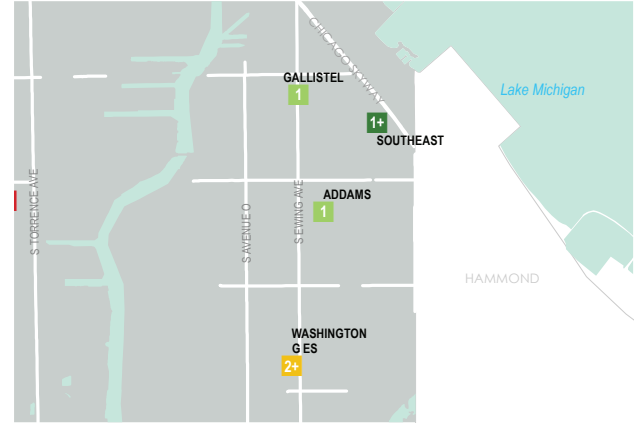 CHICAGO SKYWAY
GALLISTEL
1
Lake Michigan
1+
SOUTHEAST
S TORRENCE AVE
S AVENUE O
S EWING AVE
ADDAMS
1
HAMMOND
WASHINGTON
G ES
2+